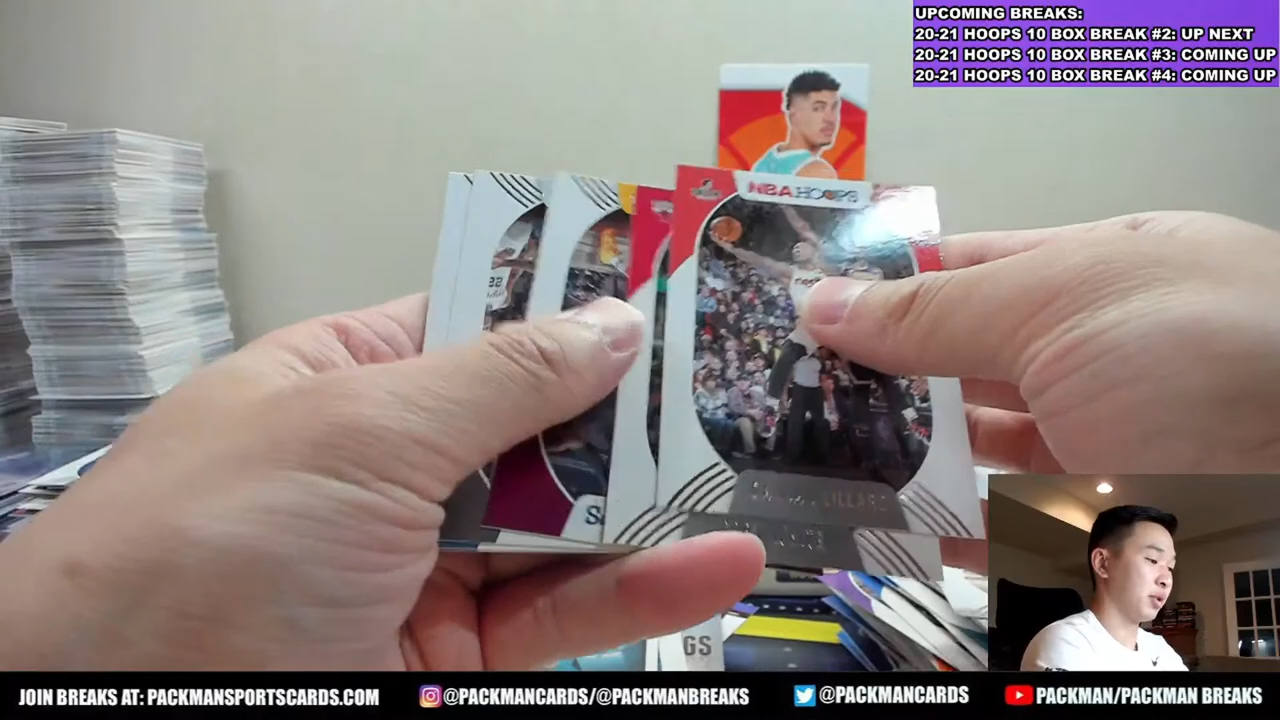 UPCOMING BREAKS:
20-21 HOOPS 10 BOX BREAK #2: UP NEXT
20-21 HOOPS 10 BOX BREAK #3: COMING UP
20-21 HOOPS 10 BOX BREAK #4: COMING UP
NBA HOOPS
LILLARD
GS
JOIN BREAKS AT: PACKMANSPORTSCARDS.COM
@PACKMANCARDS/@PACKMANBREAKS
@PACKMANCARDS
PACKMAN/PACKMAN BREAKS